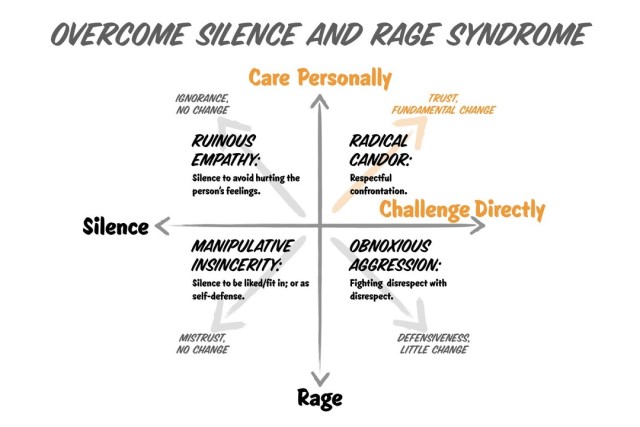 OVERCOME SILENCE AND RAGE SYNDROME
Care Personally
IGNORANCE,
NO CHANGE
TRUST,
FUNDAMENTAL CHANGE
RUINOUS
EMPATHY:
Silence to avoid hurting the
person's feelings.
RADICAL
CANDOR:
Respectful
confrontation.
Challenge Directly
Silence
MANIPULATIVE
INSINCERITY:
Silence to be liked/fit in; or as
self-defense.
OBNOXIOUS
AGGRESSION:
Fighting disrespect with
disrespect.
MISTRUST,
NO CHANGE
DEFENSIVENESS,
LITTLE CHANGE
Rage